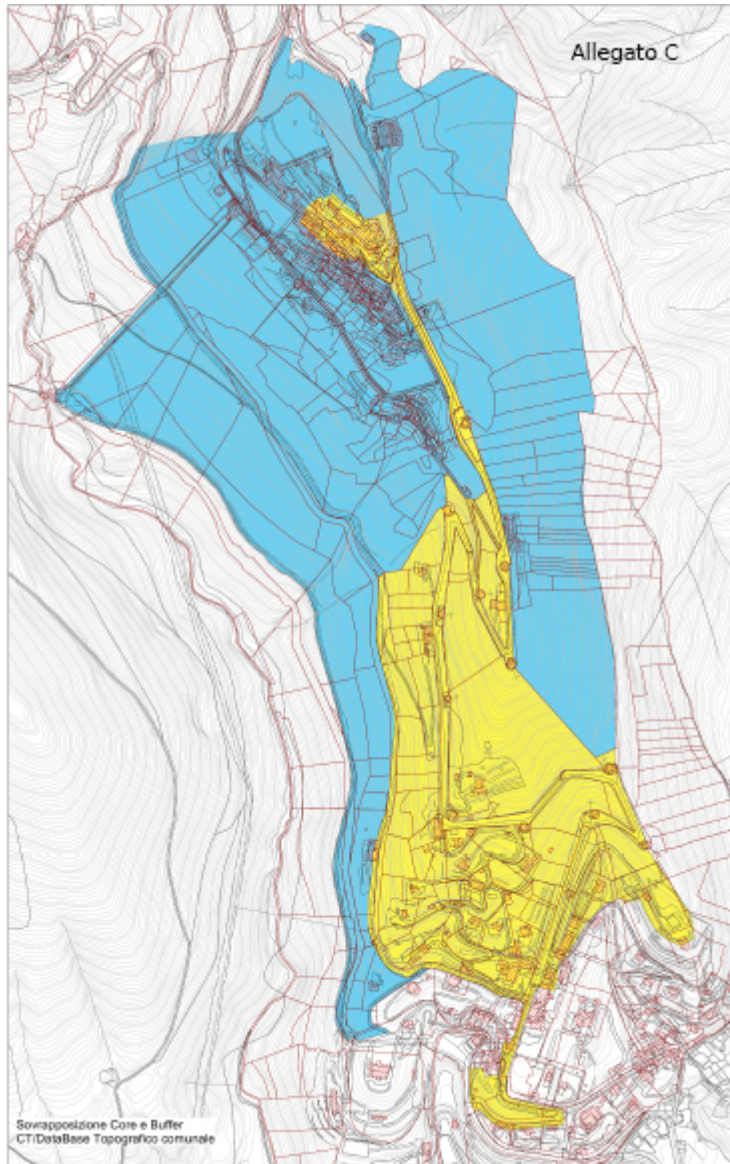 Allegato C
Sovrapposizione Core e Buffer
CT/DataBase Topografico comunale